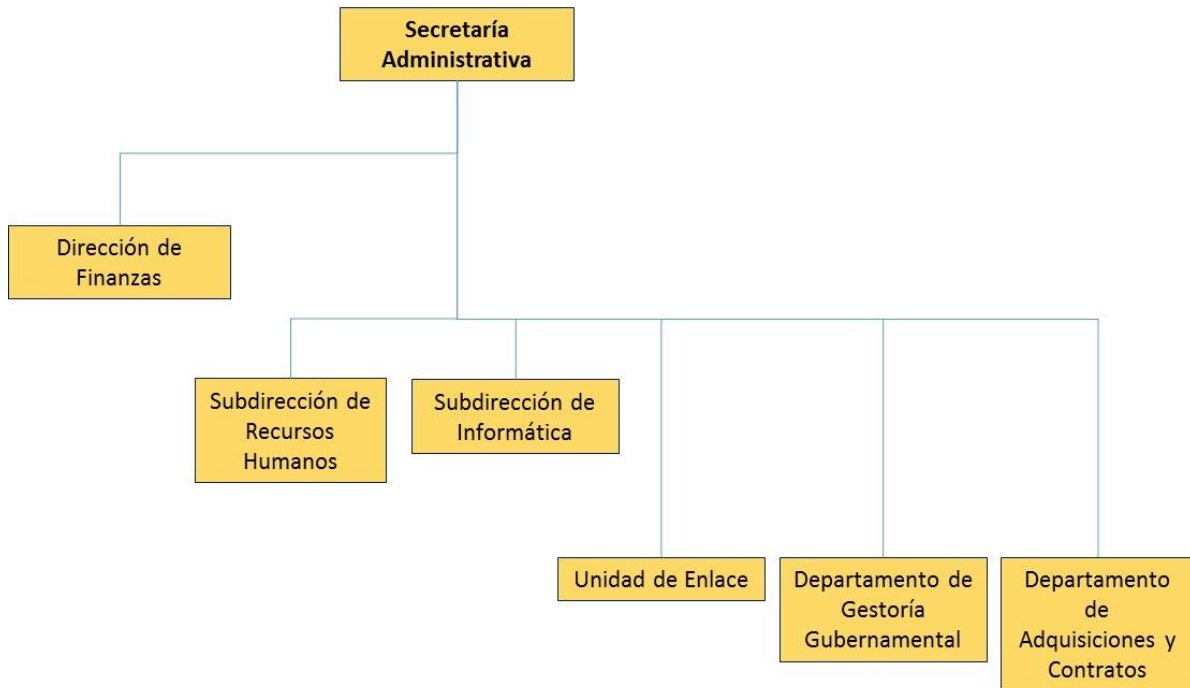 Secretaría
Administrativa
Dirección de
Finanzas
Subdirección de
Recursos
Humanos
Subdirección de
Informática
Unidad de Enlace
Departamento de
Gestoría
Gubernamental
Departamento
de
Adquisiciones y
Contratos